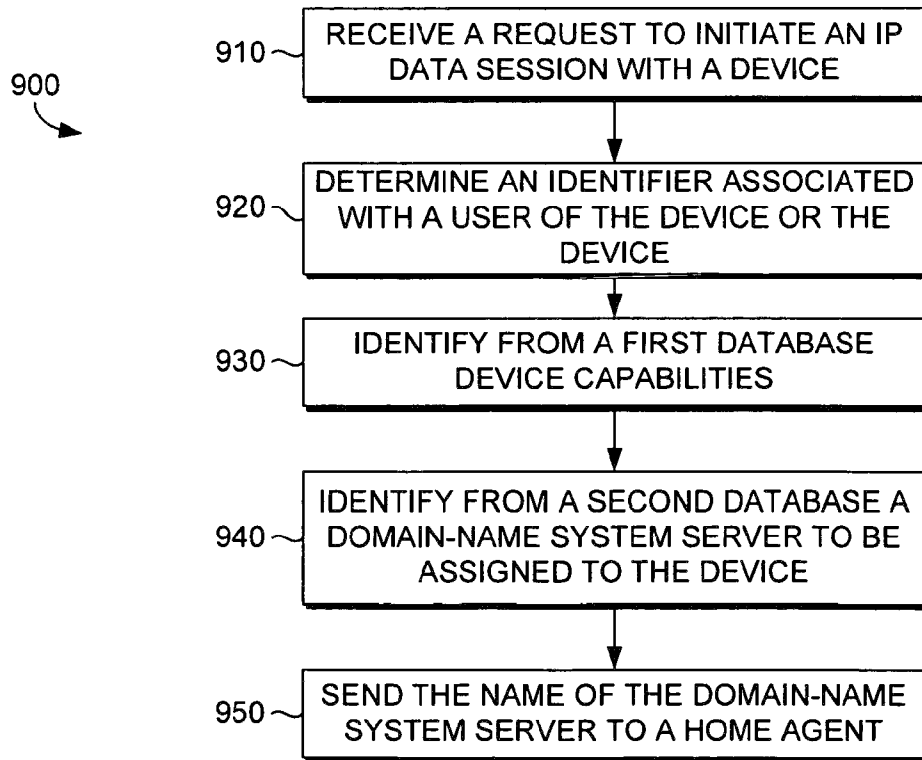 900
910
RECEIVE A REQUEST TO INITIATE AN IP
DATA SESSION WITH A DEVICE
920
DETERMINE AN IDENTIFIER ASSOCIATED
WITH A USER OF THE DEVICE OR THE
DEVICE
930
IDENTIFY FROM A FIRST DATABASE
DEVICE CAPABILITIES
940
IDENTIFY FROM A SECOND DATABASE A
DOMAIN-NAME SYSTEM SERVER TO BE
ASSIGNED TO THE DEVICE
950
SEND THE NAME OF THE DOMAIN-NAME
SYSTEM SERVER TO A HOME AGENT